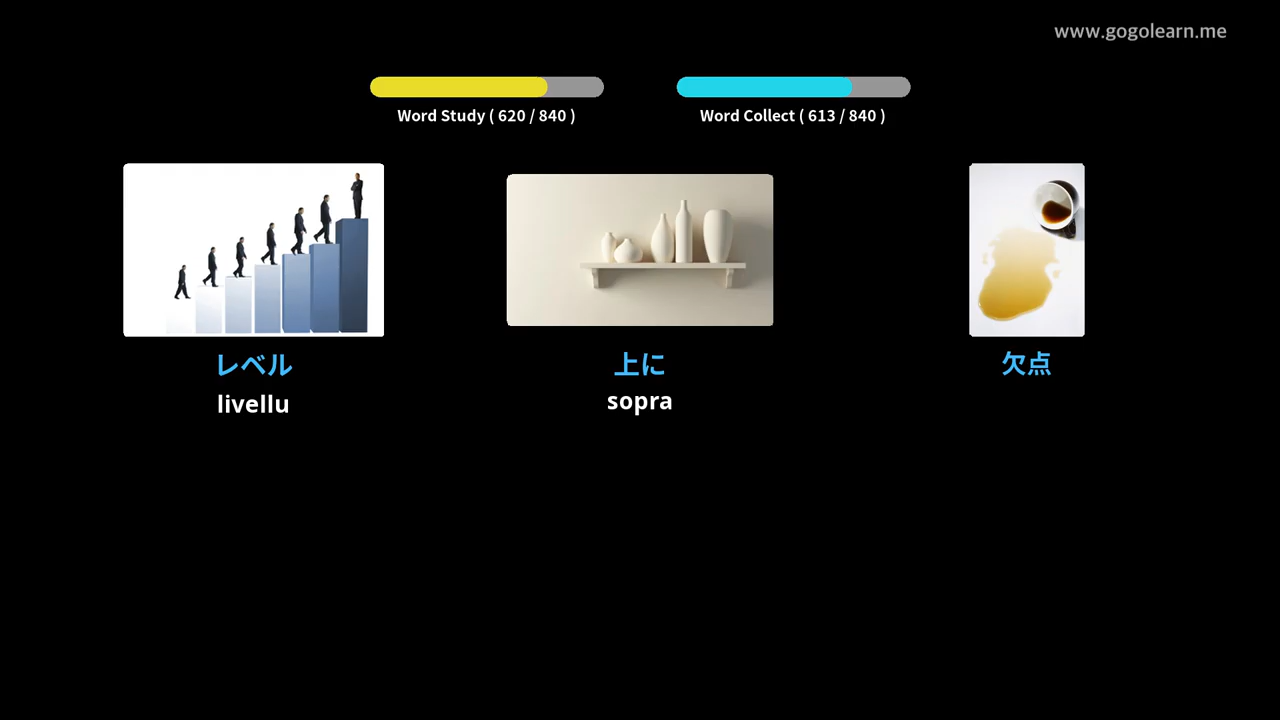 www.gogolearn.me
Word Study ( 620 / 840 )
Word Collect ( 613 / 840 )
レベル
livellu
上に
sopra
欠点